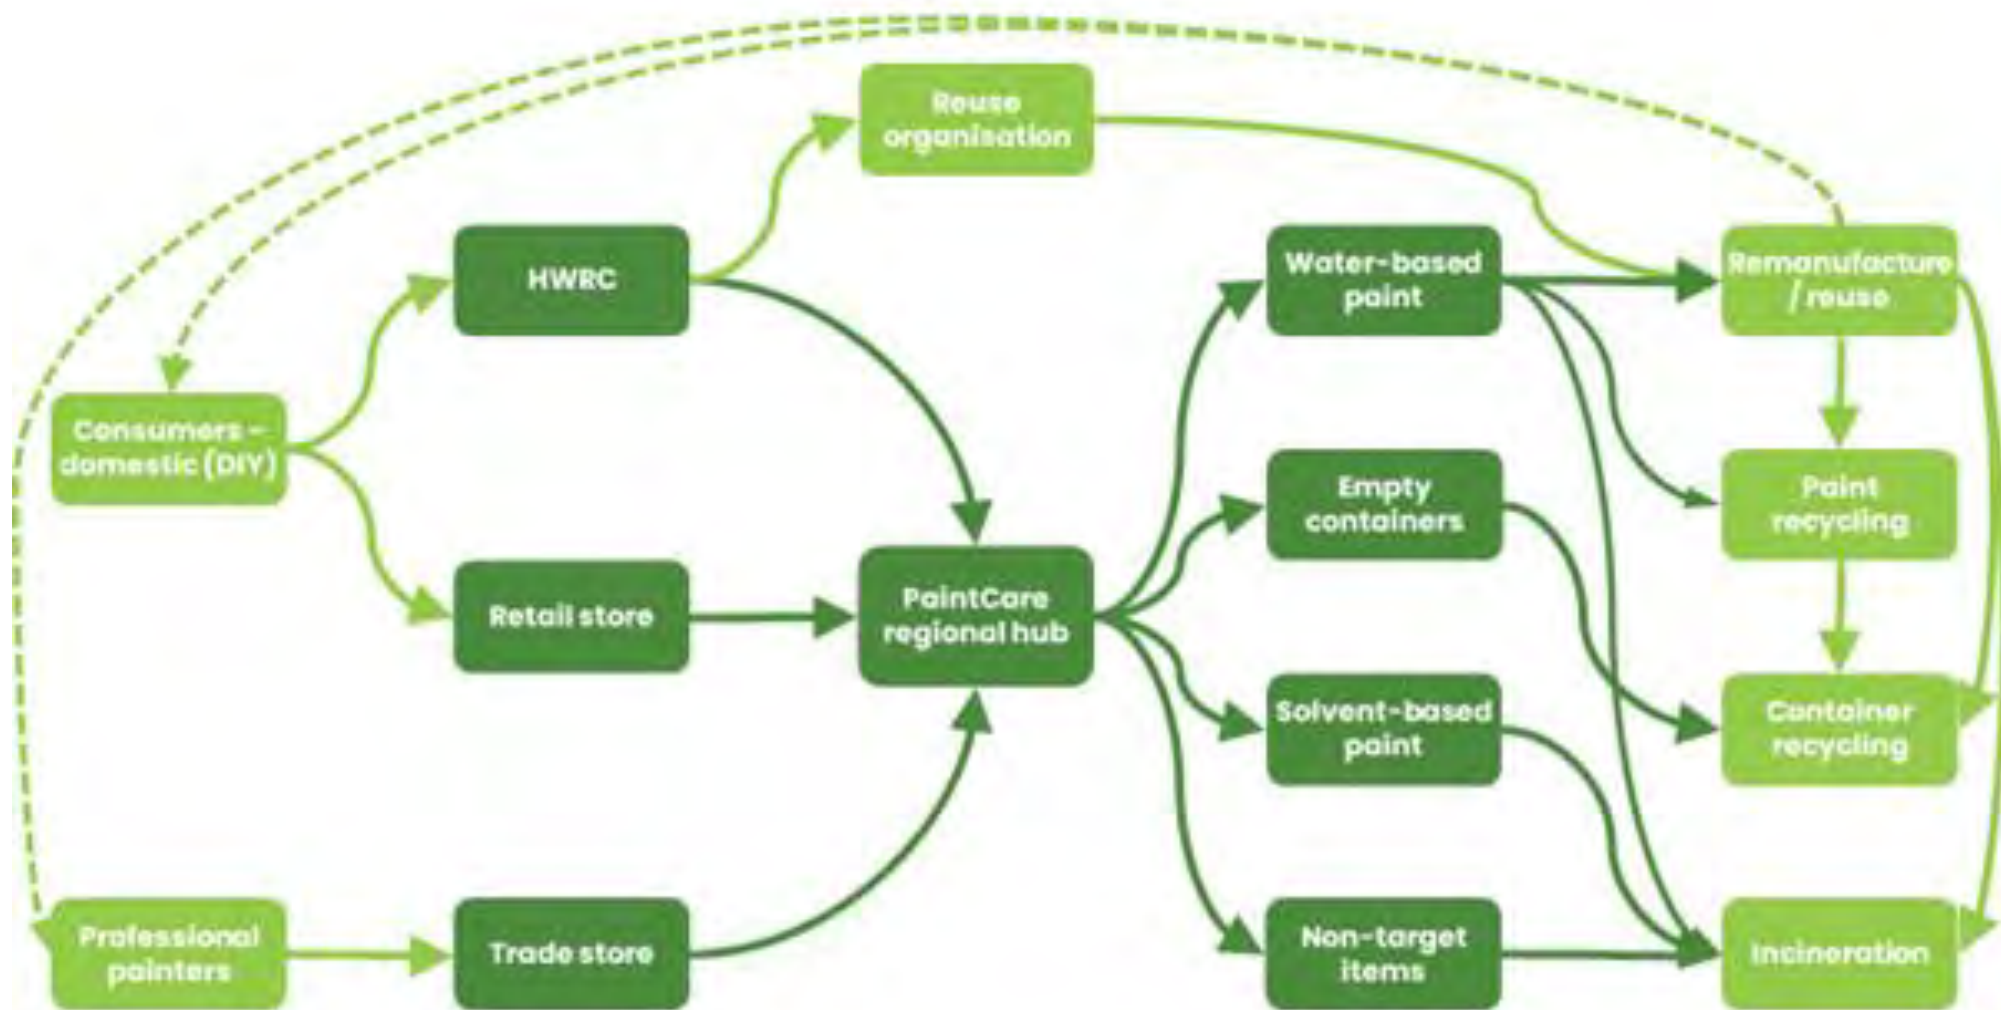 Reuse
organisation
HWRC
Water-based
paint
Remanufacture
/ reuse
Consumers –
domestic (DIY)
Empty
containers
Paint
recycling
Retail store
PaintCare
regional hub
Solvent-based
paint
Container
recycling
Professional
painters
Trade store
Non-target
items
Incineration